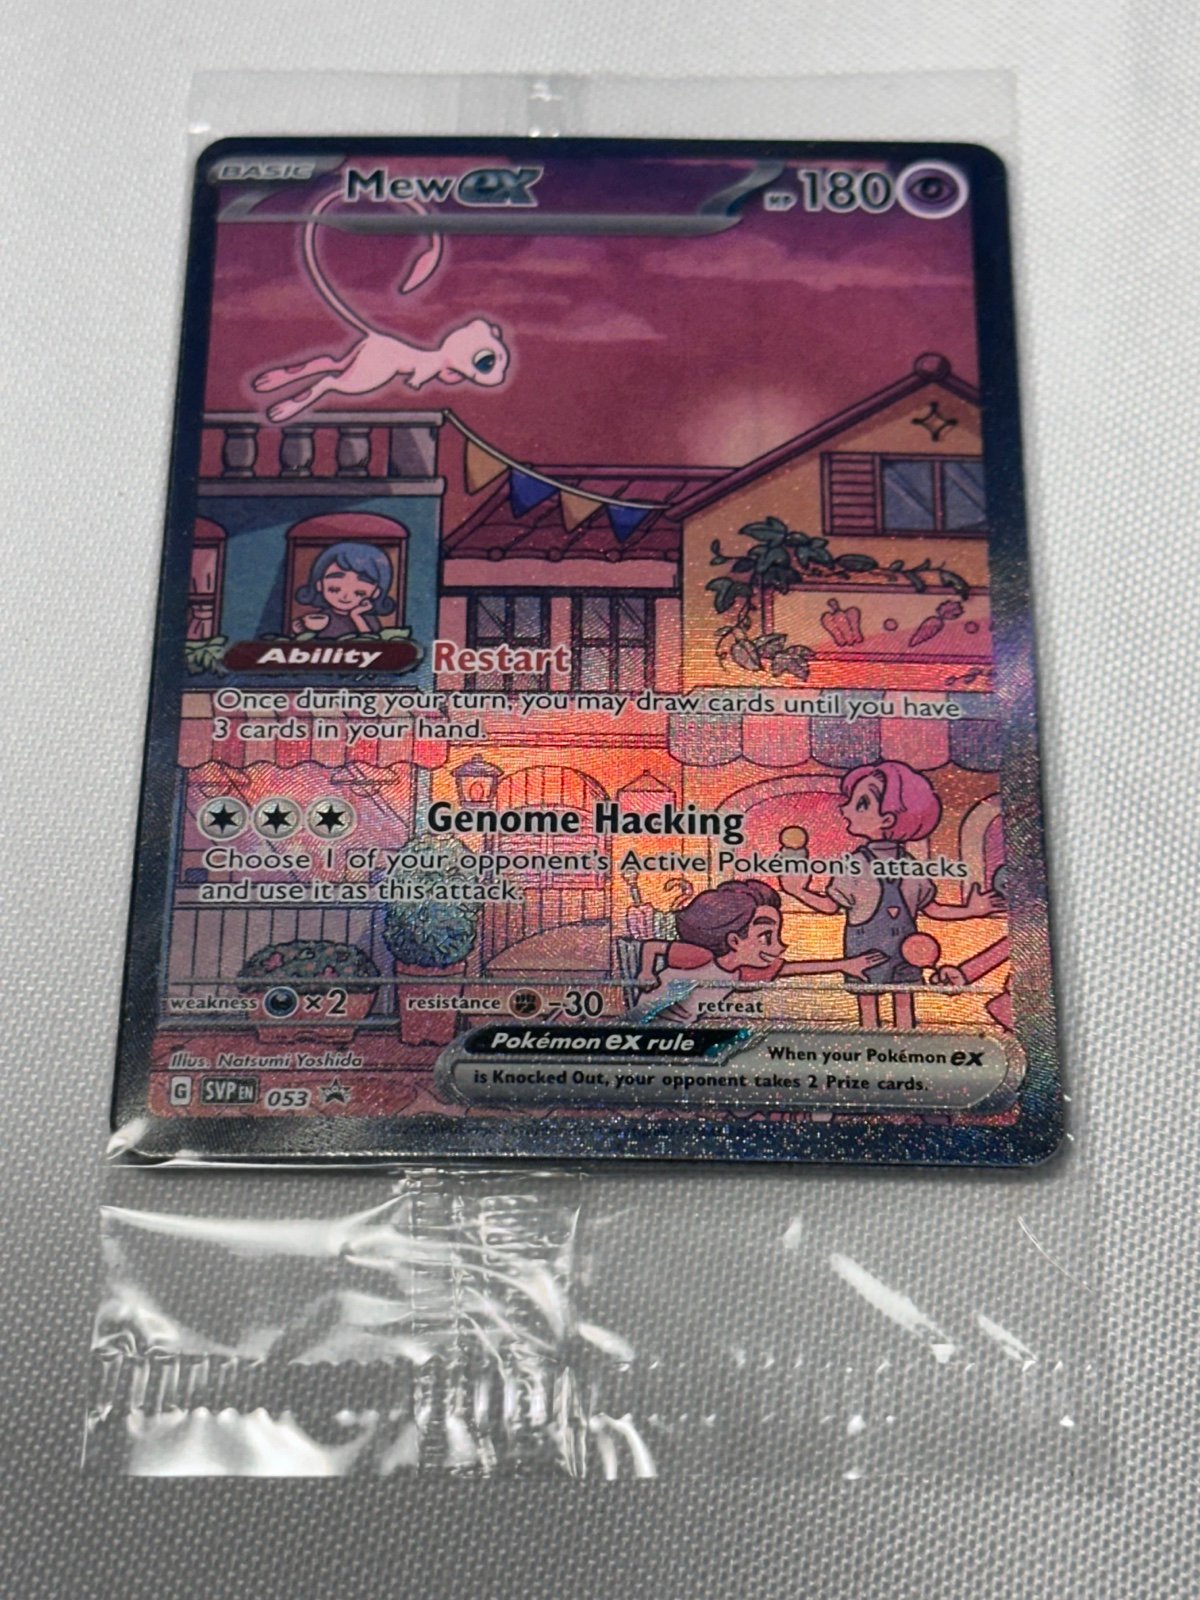 BASIC Mew ex HP 180
Ability Restart
Once during your turn, you may draw cards until you have
3 cards in your hand.
Genome Hacking
Choose 1 of your opponent's Active Pokémon's attacks
and use it as this attack.
weakness ×2 resistance -30 retreat
Illus. Natsumi Yoshida
Pokémon ex rule When your Pokémon ex
is Knocked Out, your opponent takes 2 Prize cards.
G SVP EN 053